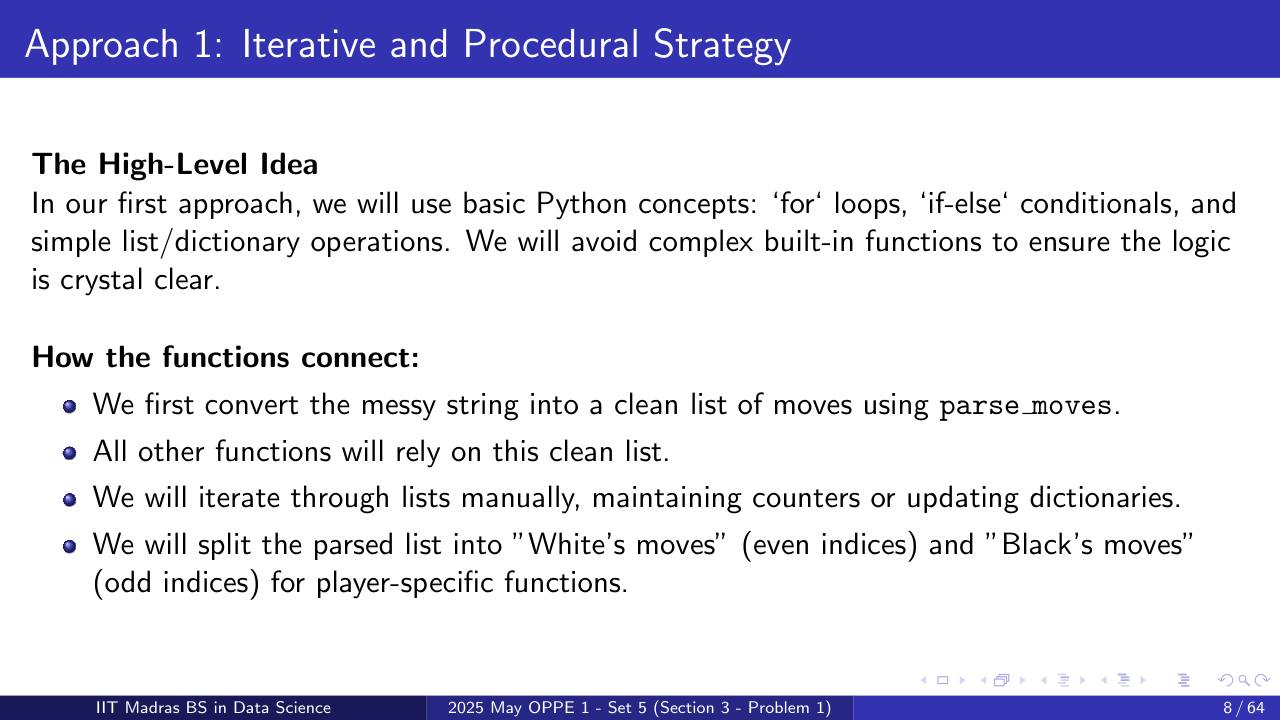 Approach 1: Iterative and Procedural Strategy
The High-Level Idea
In our first approach, we will use basic Python concepts: ‘for‘ loops, ‘if-else‘ conditionals, and
simple list/dictionary operations. We will avoid complex built-in functions to ensure the logic
is crystal clear.
How the functions connect:
We first convert the messy string into a clean list of moves using parse_moves.
All other functions will rely on this clean list.
We will iterate through lists manually, maintaining counters or updating dictionaries.
We will split the parsed list into ”White’s moves” (even indices) and ”Black’s moves”
(odd indices) for player-specific functions.
IIT Madras BS in Data Science
2025 May OPPE 1 - Set 5 (Section 3 - Problem 1)
8 / 64